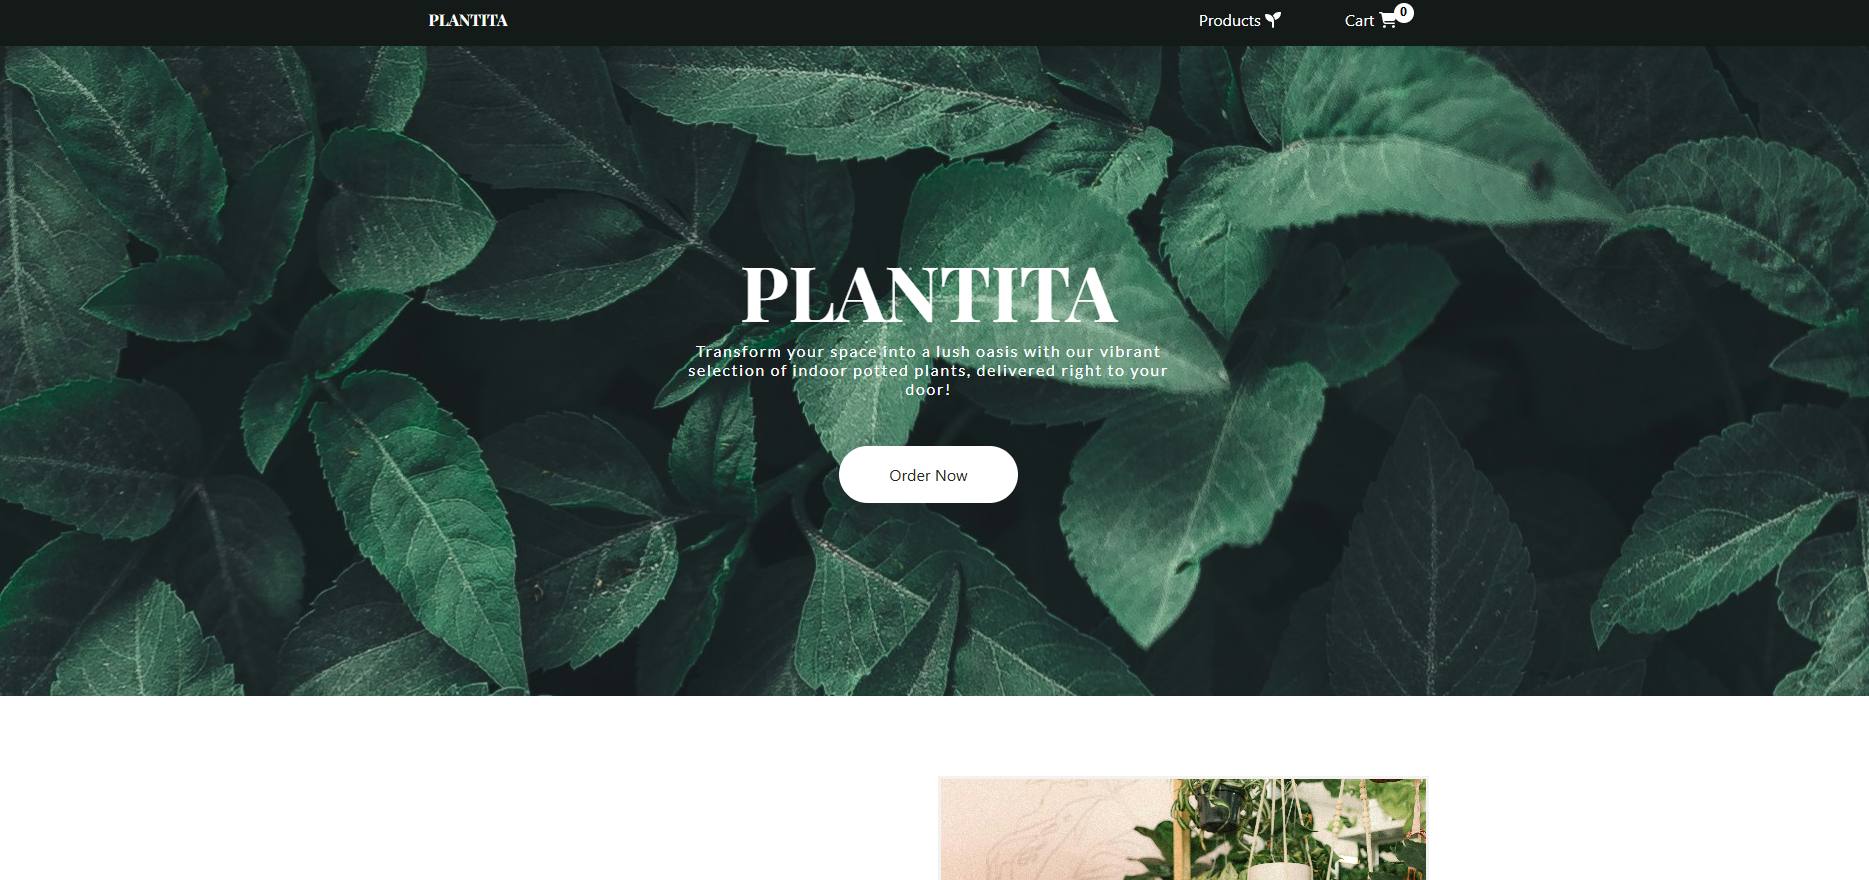 PLANTITA
Products
Cart
0
PLANTITA
Transform your space into a lush oasis with our vibrant
selection of indoor potted plants, delivered right to your
door!
Order Now